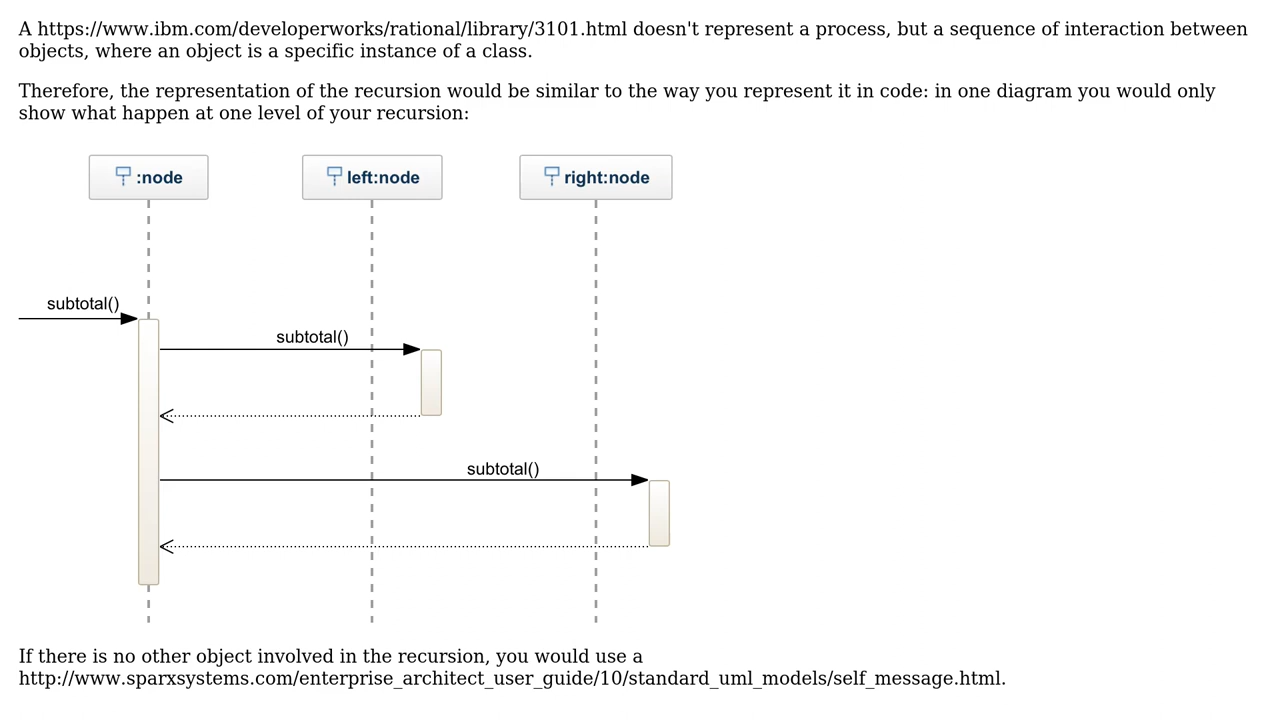 A https://www.ibm.com/developerworks/rational/library/3101.html doesn't represent a process, but a sequence of interaction between
objects, where an object is a specific instance of a class.
Therefore, the representation of the recursion would be similar to the way you represent it in code: in one diagram you would only
show what happen at one level of your recursion:
:node
left:node
right:node
subtotal()
subtotal()
subtotal()
If there is no other object involved in the recursion, you would use a
http://www.sparxsystems.com/enterprise_architect_user_guide/10/standard_uml_models/self_message.html.